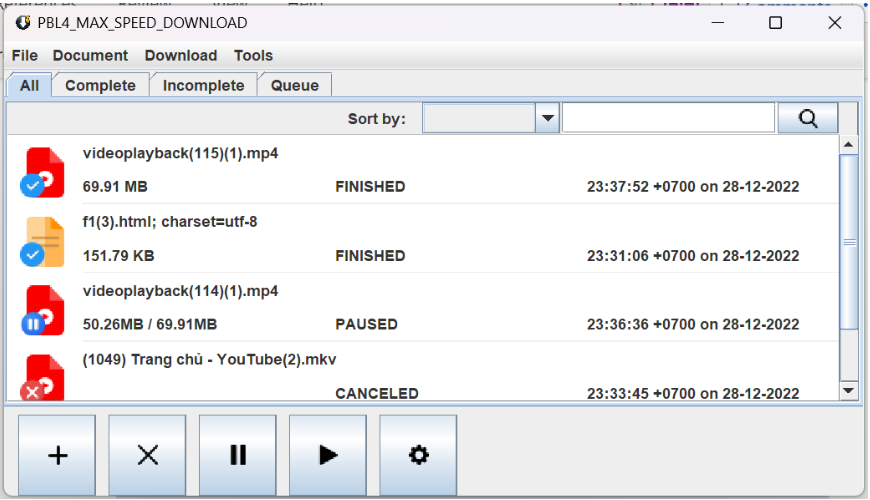 PBL4_MAX_SPEED_DOWNLOAD
File Document Download Tools
All Complete Incomplete Queue
Sort by:
videoplayback(115)(1).mp4
69.91 MB FINISHED 23:37:52 +0700 on 28-12-2022
f1(3).html; charset=utf-8
151.79 KB FINISHED 23:31:06 +0700 on 28-12-2022
videoplayback(114)(1).mp4
50.26MB / 69.91MB PAUSED 23:36:36 +0700 on 28-12-2022
(1049) Trang chủ - YouTube(2).mkv
CANCELED 23:33:45 +0700 on 28-12-2022